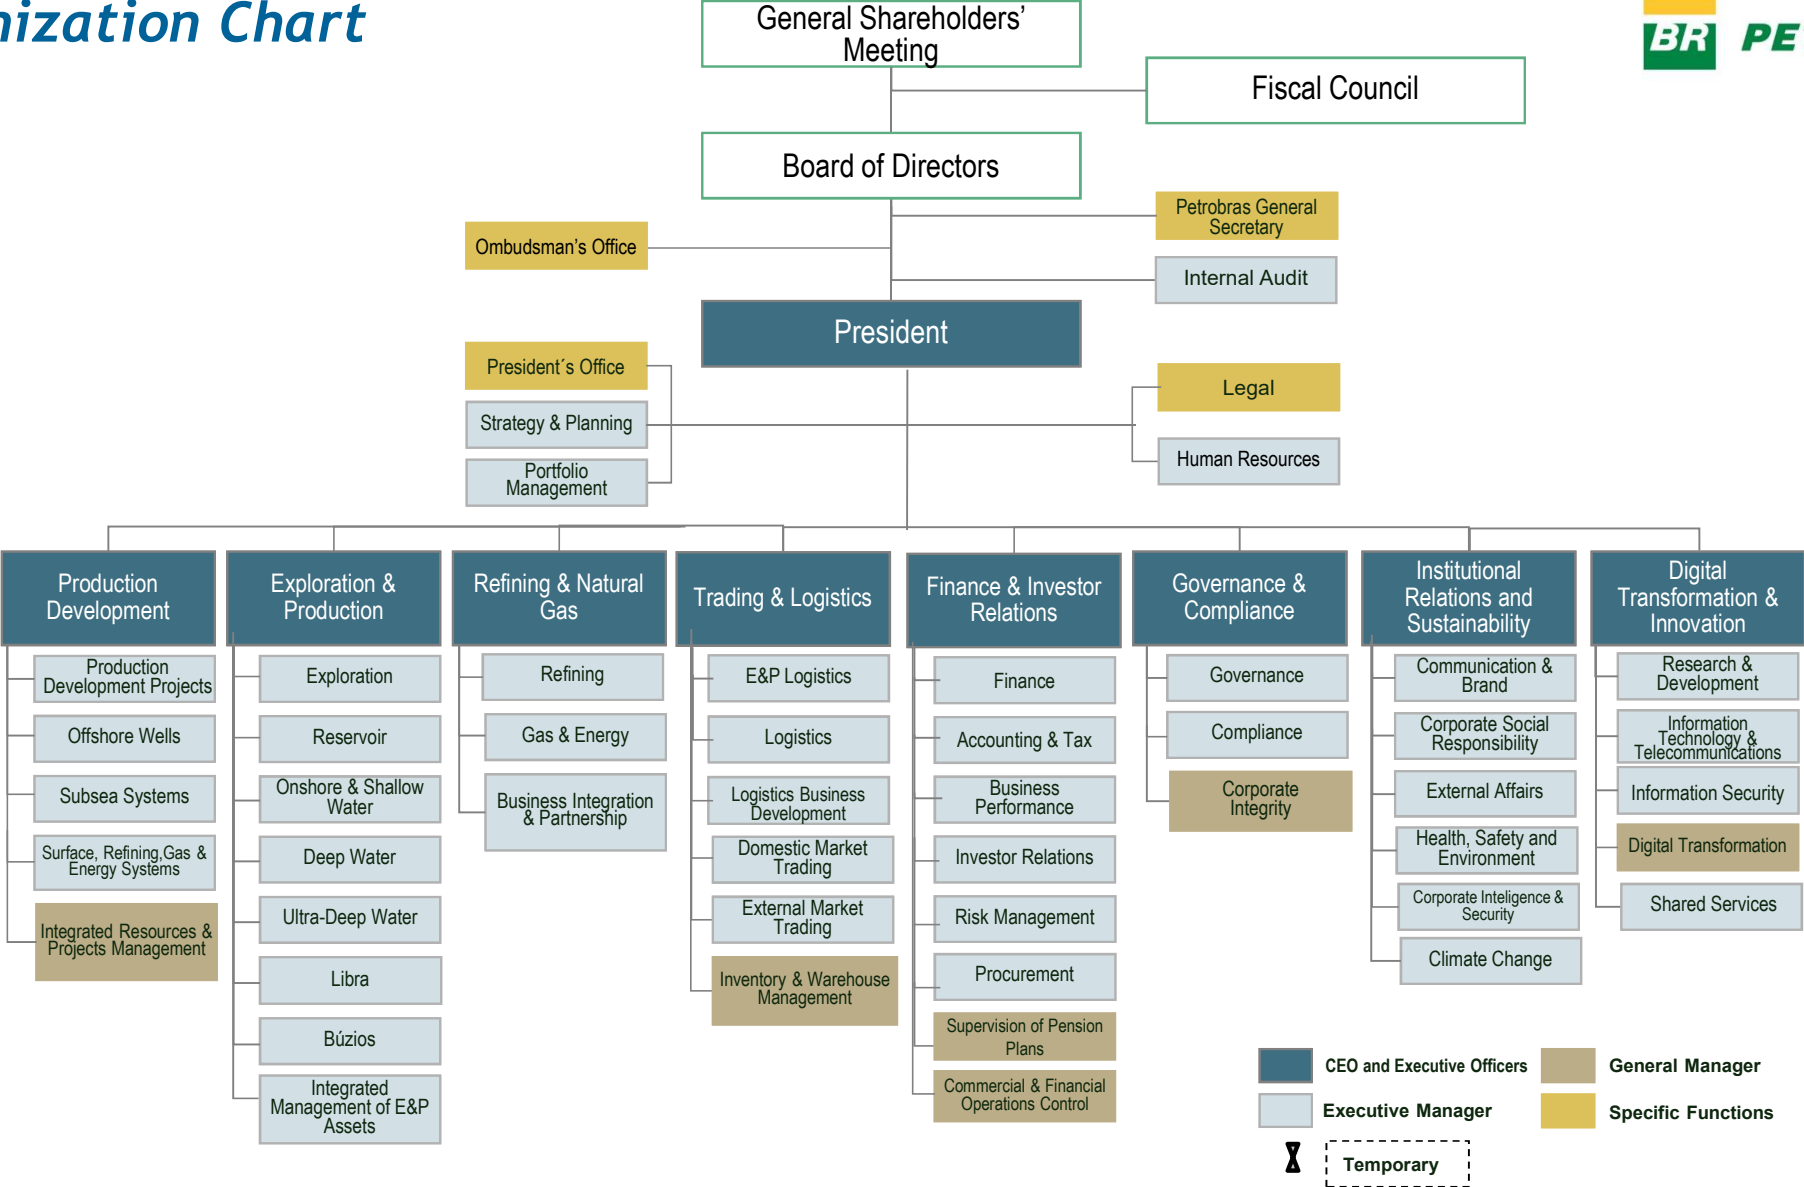 nization Chart
BR PE
General Shareholders'
Meeting
Fiscal Council
Board of Directors
Petrobras General
Secretary
Ombudsman's Office
Internal Audit
President
President´s Office
Legal
Strategy & Planning
Human Resources
Portfolio
Management
Production
Development
Exploration &
Production
Refining & Natural
Gas
Trading & Logistics
Finance & Investor
Relations
Governance &
Compliance
Institutional
Relations and
Sustainability
Digital
Transformation &
Innovation
Production
Development Projects
Offshore Wells
Subsea Systems
Surface, Refining,Gas &
Energy Systems
Integrated Resources &
Projects Management
Exploration
Reservoir
Onshore & Shallow
Water
Deep Water
Ultra-Deep Water
Libra
Búzios
Integrated
Management of E&P
Assets
Refining
Gas & Energy
Business Integration
& Partnership
E&P Logistics
Logistics
Logistics Business
Development
Domestic Market
Trading
External Market
Trading
Inventory & Warehouse
Management
Finance
Accounting & Tax
Business
Performance
Investor Relations
Risk Management
Procurement
Supervision of Pension
Plans
Commercial & Financial
Operations Control
Governance
Compliance
Corporate
Integrity
Communication &
Brand
Corporate Social
Responsibility
External Affairs
Health, Safety and
Environment
Corporate Inteligence &
Security
Climate Change
Research &
Development
Information
Technology &
Telecommunications
Information Security
Digital Transformation
Shared Services
CEO and Executive Officers
General Manager
Executive Manager
Specific Functions
Temporary